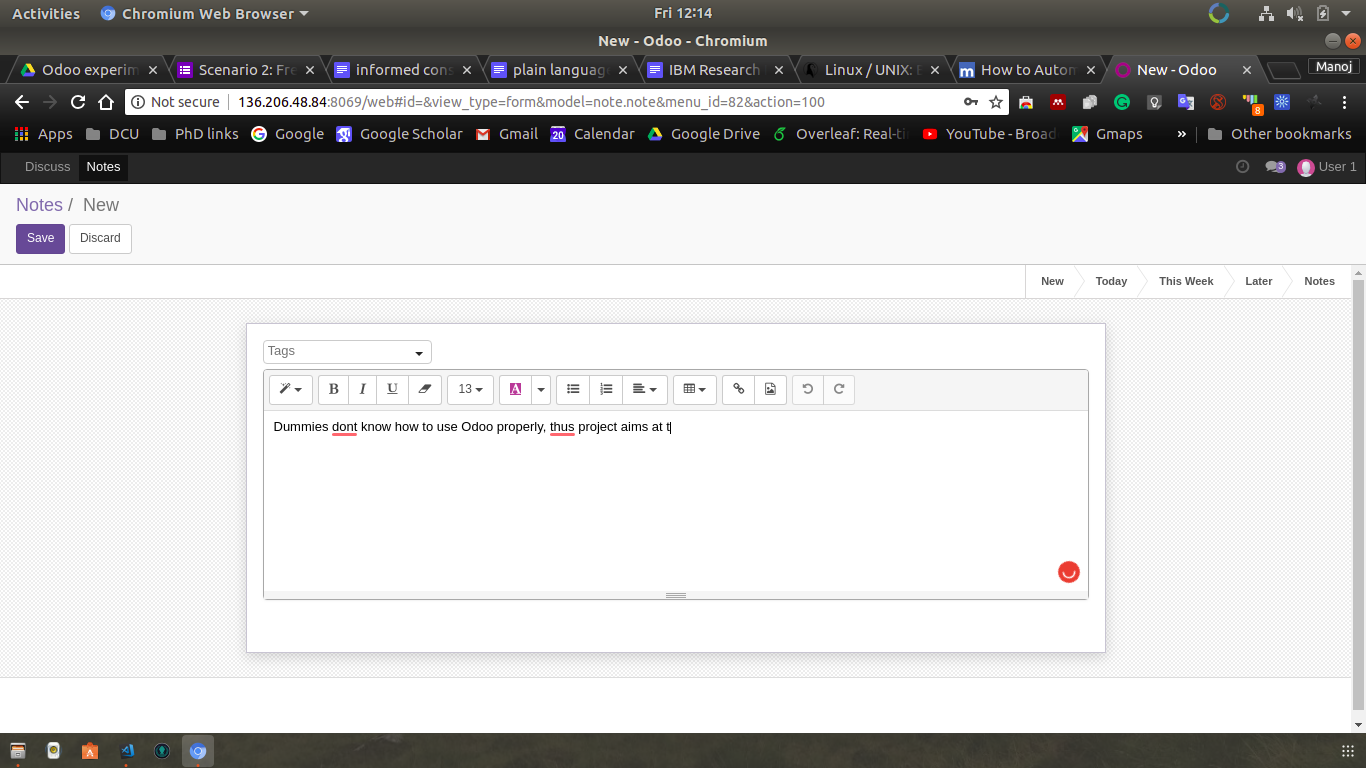 Activities Chromium Web Browser Fri 12:14
New - Odoo - Chromium
Odoo experim Scenario 2: Fre informed cons plain language IBM Research Linux / UNIX: How to Autom New - Odoo Manoj
Not secure 136.206.48.84:8069/web#id=&view_type=form&model=note.note&menu_id=82&action=100 8
Apps DCU PhD links Google Google Scholar Gmail 20 Calendar Google Drive Overleaf: Real-ti YouTube - Broad Gmaps » Other bookmarks
Discuss Notes 3 User 1
Notes / New
Save Discard
New Today This Week Later Notes
Tags
B I U 13 A
Dummies dont know how to use Odoo properly, thus project aims at t